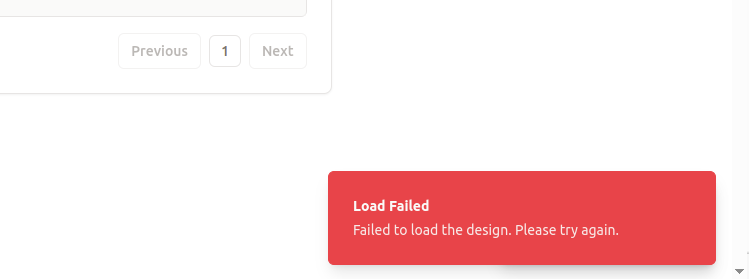 Previous 1 Next
Load Failed
Failed to load the design. Please try again.